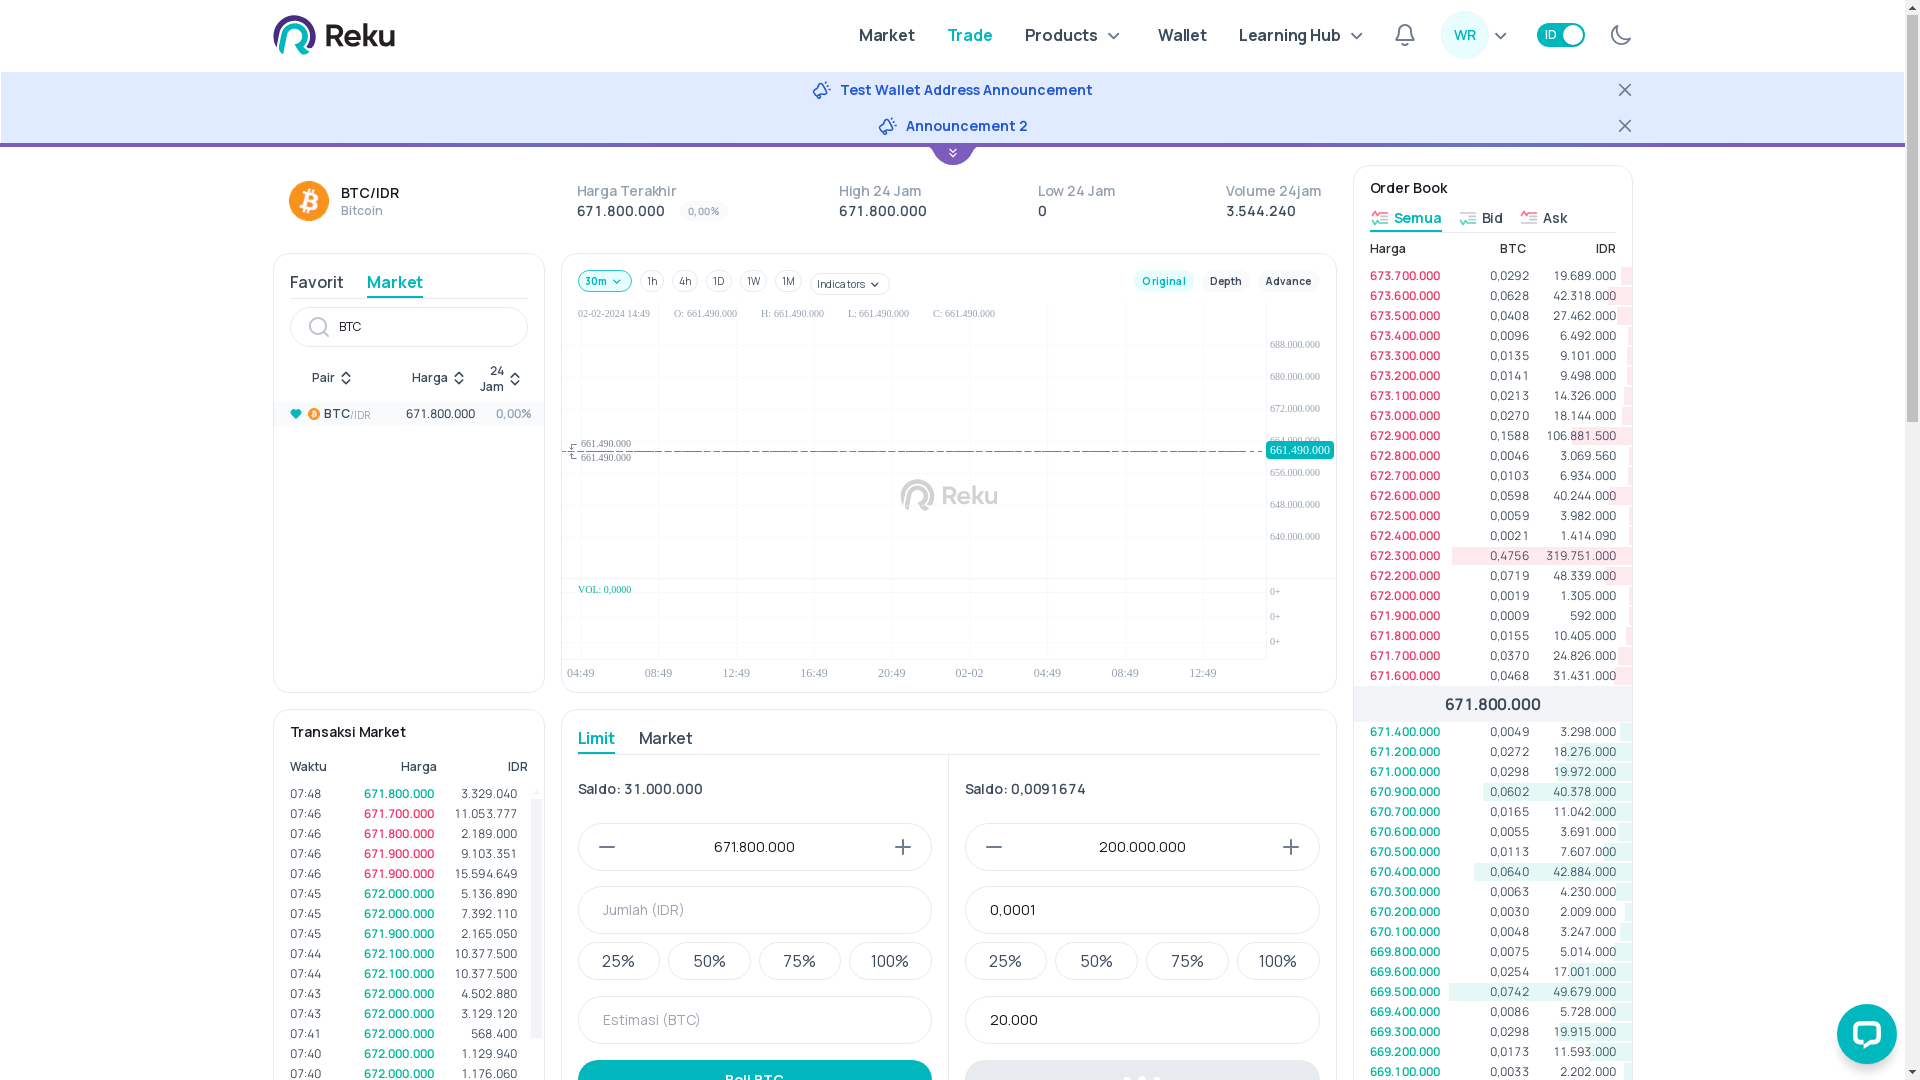 Reku
Market
Trade
Products
Wallet
Learning Hub
WR
ID
Test Wallet Address Announcement
Announcement 2
BTC/IDR
Bitcoin
Harga Terakhir
671.800.000
0,00%
High 24 Jam
671.800.000
Low 24 Jam
0
Volume 24jam
3.544.240
Favorit
Market
BTC
Pair
Harga
24 Jam
BTC/IDR 671.800.000 0,00%
30m
1h
4h
1D
1W
1M
Indicators
Original
Depth
Advance
02-02-2024 14:49 O: 661.490.000 H: 661.490.000 L: 661.490.000 C: 661.490.000
688.000.000
680.000.000
672.000.000
664.000.000
661.490.000
661.490.000
661.490.000
656.000.000
648.000.000
640.000.000
Reku
VOL: 0,0000
0+
0+
0+
04:49 08:49 12:49 16:49 20:49 02-02 04:49 08:49 12:49
Transaksi Market
Waktu Harga IDR
07:48 671.800.000 3.329.040
07:46 671.700.000 11.053.777
07:46 671.800.000 2.189.000
07:46 671.900.000 9.103.351
07:46 671.900.000 15.594.649
07:45 672.000.000 5.136.890
07:45 672.000.000 7.392.110
07:45 671.900.000 2.165.050
07:44 672.100.000 10.377.500
07:44 672.100.000 10.377.500
07:43 672.000.000 4.502.880
07:43 672.000.000 3.129.120
07:41 672.000.000 568.400
07:40 672.000.000 1.129.940
07:40 672.000.000 1.176.060
Limit
Market
Saldo: 31.000.000
671.800.000
Jumlah (IDR)
25% 50% 75% 100%
Estimasi (BTC)
Beli BTC
Saldo: 0,0091674
200.000.000
0,0001
25% 50% 75% 100%
20.000
Order Book
Semua
Bid
Ask
Harga BTC IDR
673.700.000 0,0292 19.689.000
673.600.000 0,0628 42.318.000
673.500.000 0,0408 27.462.000
673.400.000 0,0096 6.492.000
673.300.000 0,0135 9.101.000
673.200.000 0,0141 9.498.000
673.100.000 0,0213 14.326.000
673.000.000 0,0270 18.144.000
672.900.000 0,1588 106.881.500
672.800.000 0,0046 3.069.560
672.700.000 0,0103 6.934.000
672.600.000 0,0598 40.244.000
672.500.000 0,0059 3.982.000
672.400.000 0,0021 1.414.090
672.300.000 0,4756 319.751.000
672.200.000 0,0719 48.339.000
672.000.000 0,0019 1.305.000
671.900.000 0,0009 592.000
671.800.000 0,0155 10.405.000
671.700.000 0,0370 24.826.000
671.600.000 0,0468 31.431.000
671.800.000
671.400.000 0,0049 3.298.000
671.200.000 0,0272 18.276.000
671.000.000 0,0298 19.972.000
670.900.000 0,0602 40.378.000
670.700.000 0,0165 11.042.000
670.600.000 0,0055 3.691.000
670.500.000 0,0113 7.607.000
670.400.000 0,0640 42.884.000
670.300.000 0,0063 4.230.000
670.200.000 0,0030 2.009.000
670.100.000 0,0048 3.247.000
669.800.000 0,0075 5.014.000
669.600.000 0,0254 17.001.000
669.500.000 0,0742 49.679.000
669.400.000 0,0086 5.728.000
669.300.000 0,0298 19.915.000
669.200.000 0,0173 11.593.000
669.100.000 0,0033 2.202.000